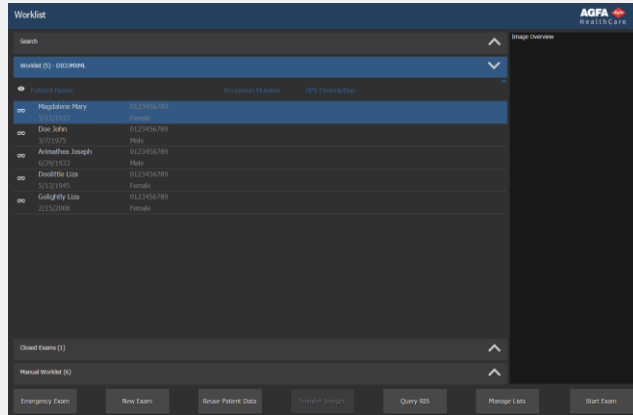 Worklist
AGFA
HealthCare
Search
Image Overview
Worklist (5) - DICOMXML
Patient Name Accession Number SPS Description
Magdalene Mary 0123456789
5/11/1933 Female
Doe John 0123456789
3/7/1975 Male
Arimathea Joseph 0123456789
6/29/1933 Male
Doolittle Liza 0123456789
5/13/1945 Female
Golightly Liza 0123456789
2/15/2006 Female
Closed Exams (1)
Manual Worklist (6)
Emergency Exam New Exam Reuse Patient Data Transfer Images Query RIS Manage Lists Start Exam